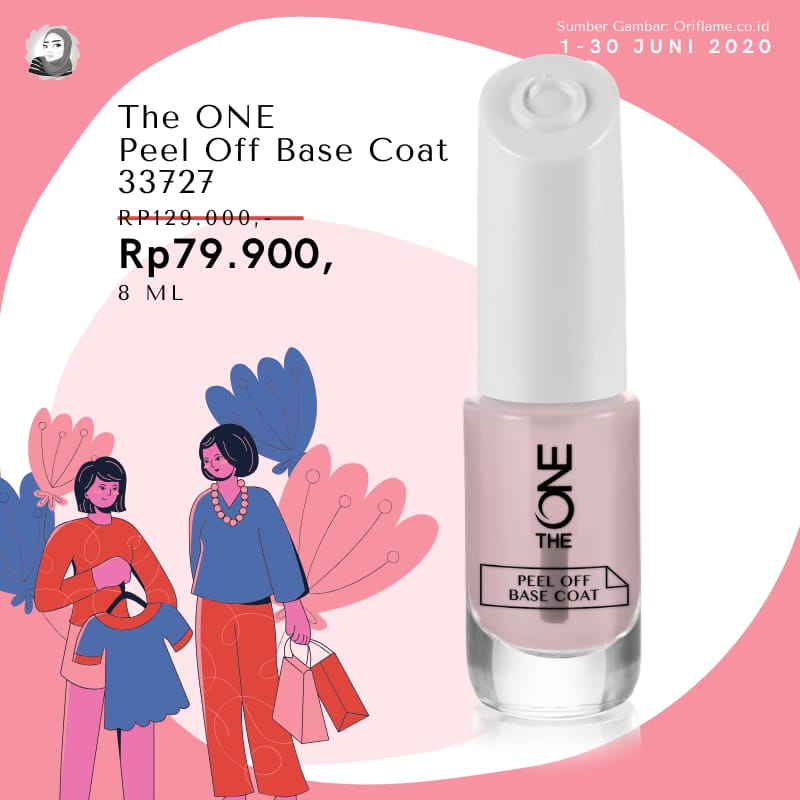 Sumber Gambar: Oriflame.co.id
1-30 JUNI 2020
The ONE
Peel Off Base Coat
33727
RP129.000,-
Rp79.900,
8 ML
THE ONE
PEEL OFF
BASE COAT